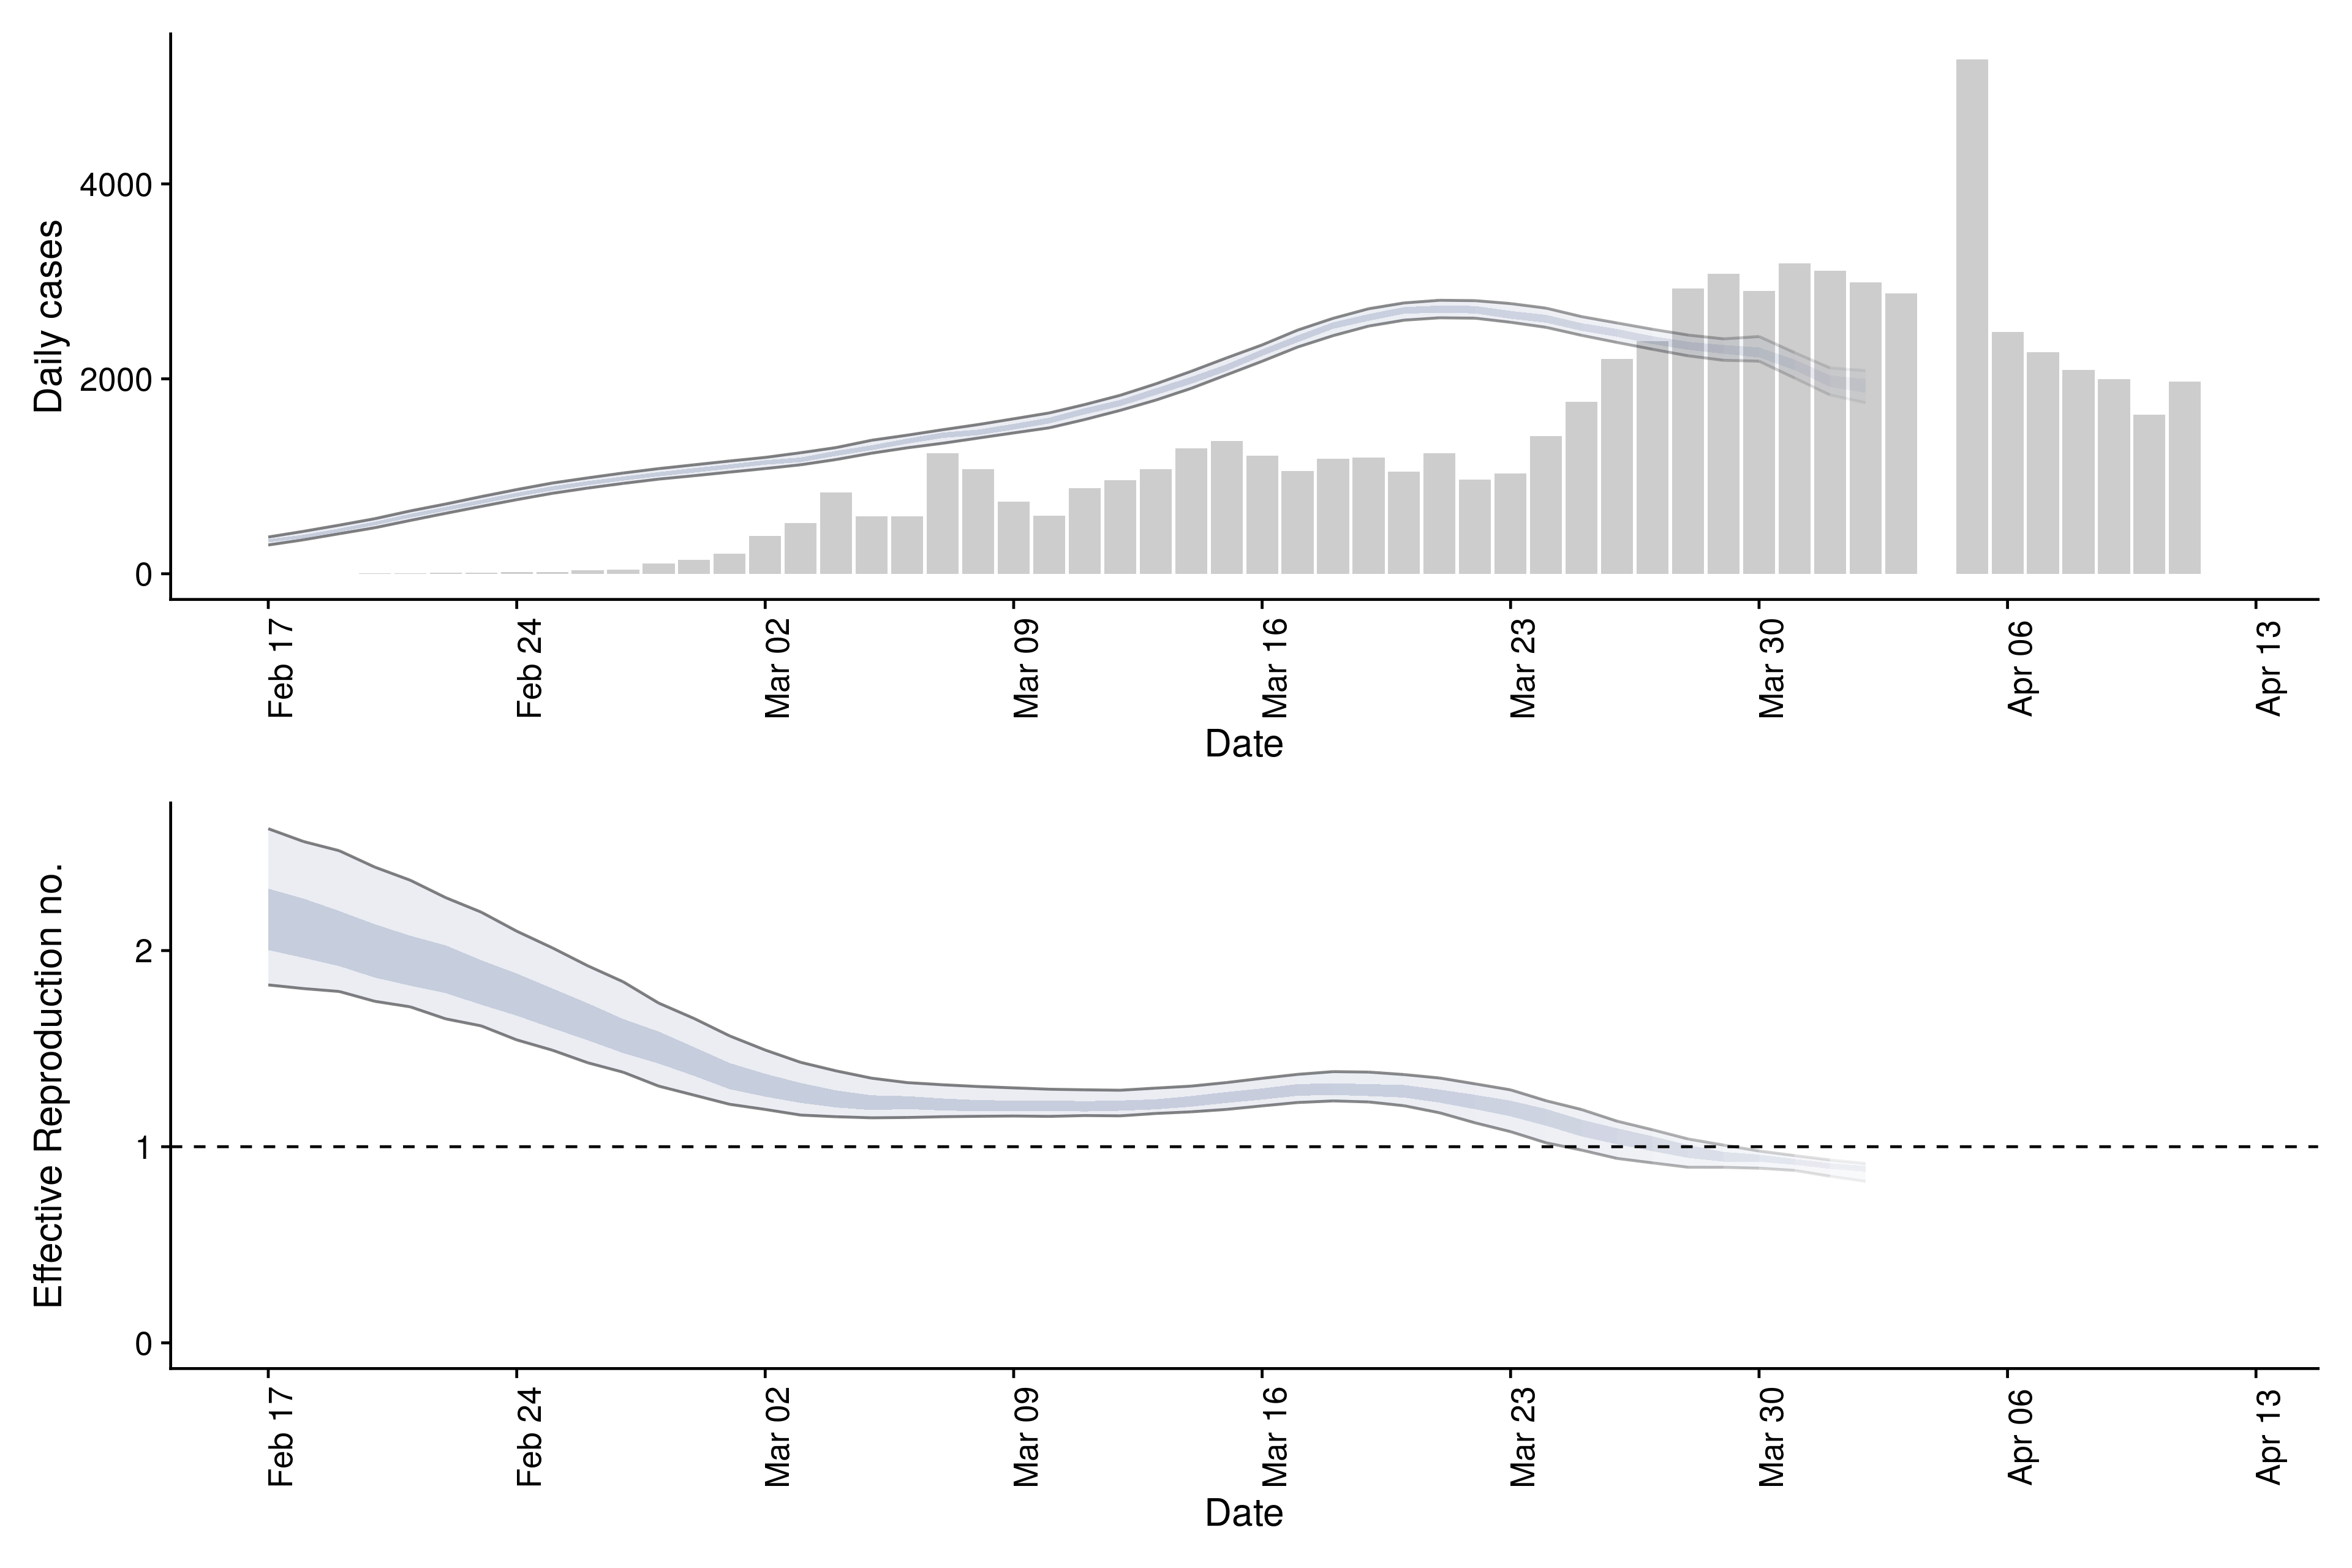 Daily cases
4000
2000
0
Feb 17
Feb 24
Mar 02
Mar 09
Mar 16
Mar 23
Mar 30
Apr 06
Apr 13
Date
Effective Reproduction no.
2
1
0
Feb 17
Feb 24
Mar 02
Mar 09
Mar 16
Mar 23
Mar 30
Apr 06
Apr 13
Date